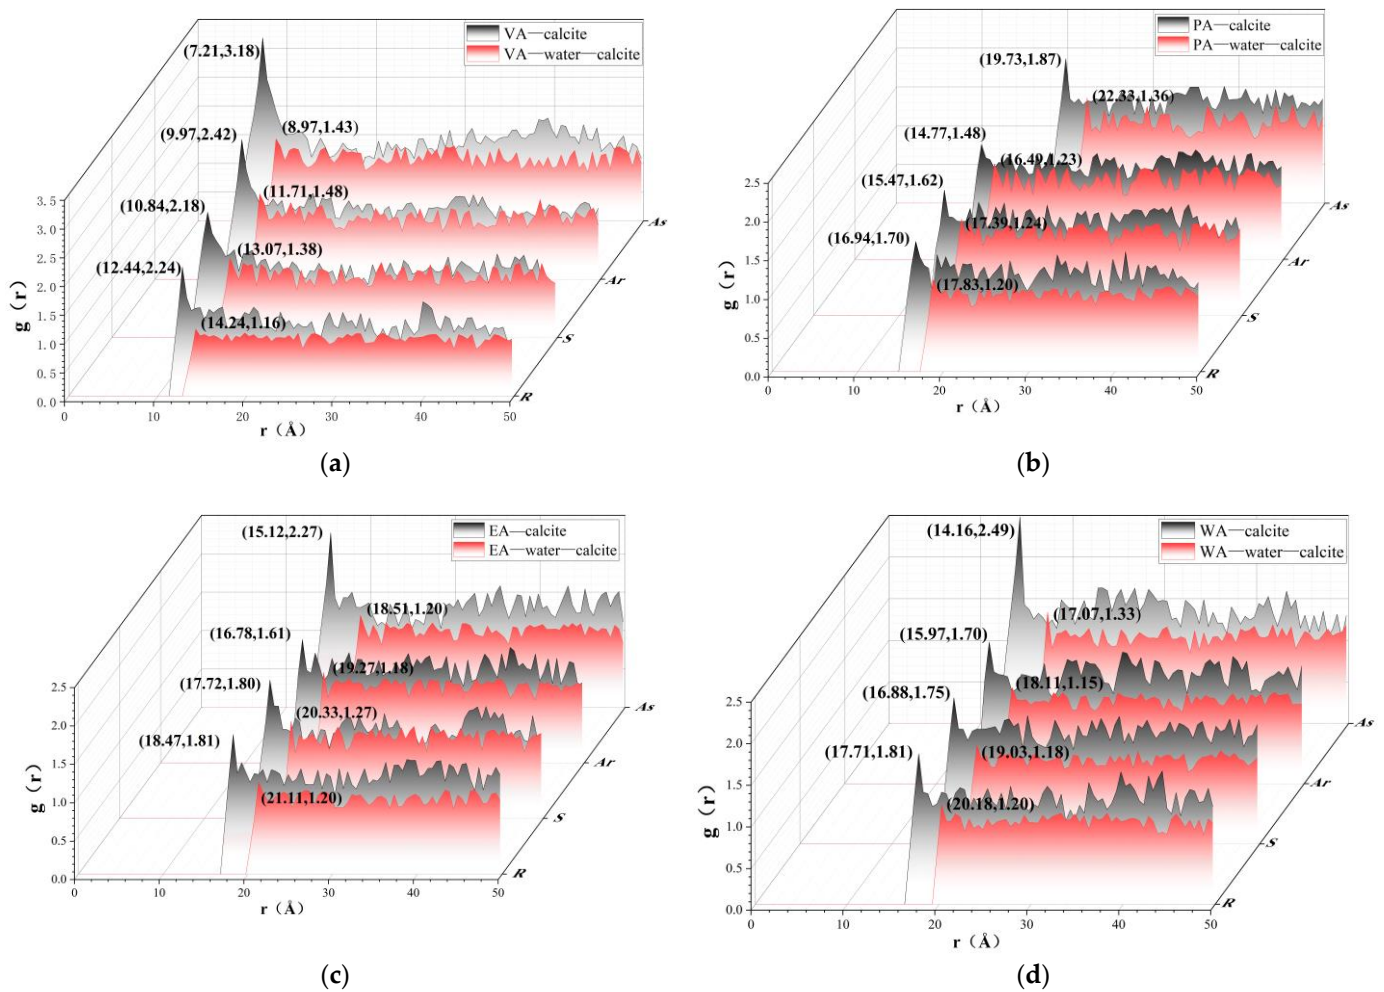 VA—calcite
VA—water—calcite
(7.21,3.18)
(8.97,1.43)
(9.97,2.42)
(11.71,1.48)
(10.84,2.18)
(13.07,1.38)
(12.44,2.24)
(14.24,1.16)
3.5
3.0
2.5
2.0
1.5
1.0
0.5
0.0
g (r)
0
10
20
30
40
50
r (Å)
As
Ar
S
R
(a)
PA—calcite
PA—water—calcite
(19.73,1.87)
(22.33,1.36)
(14.77,1.48)
(16.49,1.23)
(15.47,1.62)
(17.39,1.24)
(16.94,1.70)
(17.83,1.20)
2.5
2.0
1.5
1.0
0.5
0.0
g (r)
0
10
20
30
40
50
r (Å)
As
Ar
S
R
(b)
EA—calcite
EA—water—calcite
(15.12,2.27)
(18.51,1.20)
(16.78,1.61)
(19.27,1.18)
(17.72,1.80)
(20.33,1.27)
(18.47,1.81)
(21.11,1.20)
2.5
2.0
1.5
1.0
0.5
0.0
g (r)
0
10
20
30
40
50
r (Å)
As
Ar
S
R
(c)
WA—calcite
WA—water—calcite
(14.16,2.49)
(17.07,1.33)
(15.97,1.70)
(18.11,1.15)
(16.88,1.75)
(19.03,1.18)
(17.71,1.81)
(20.18,1.20)
2.5
2.0
1.5
1.0
0.5
0.0
g (r)
0
10
20
30
40
50
r (Å)
As
Ar
S
R
(d)